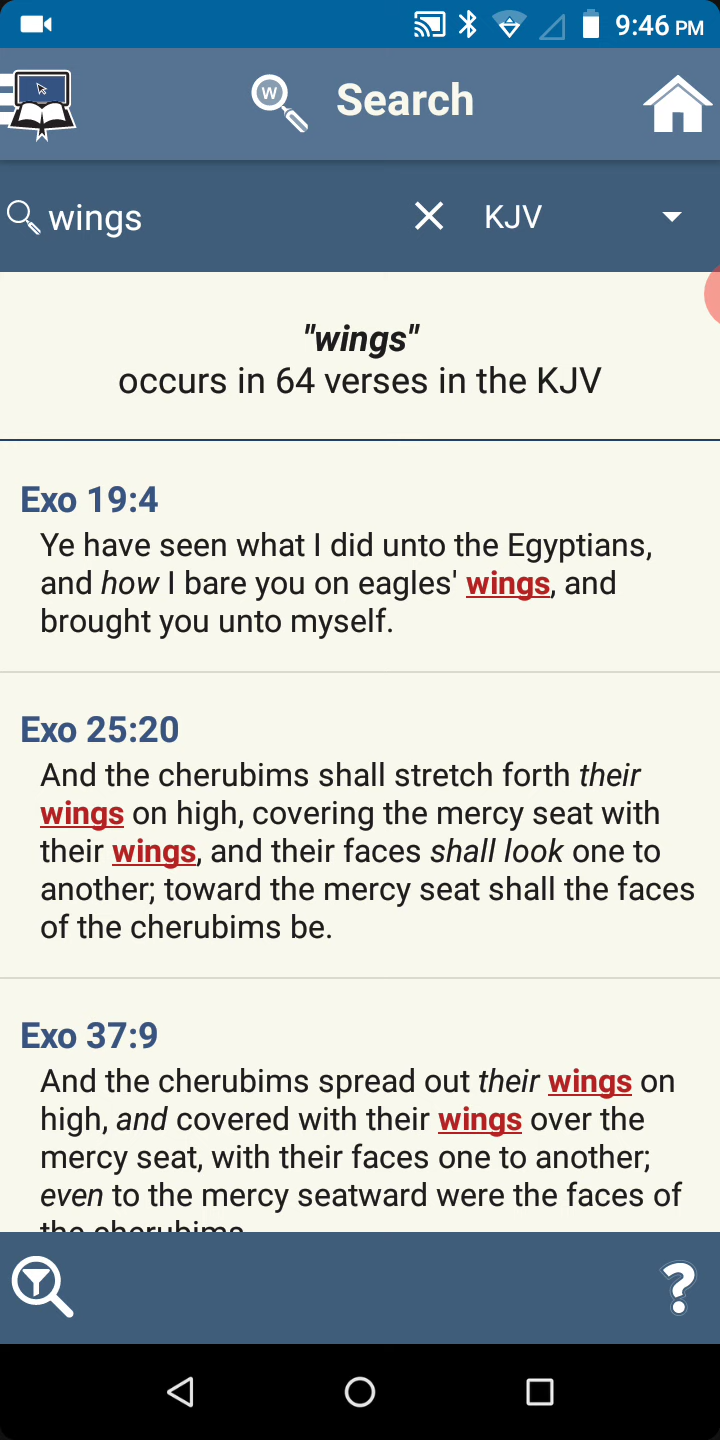 9:46 PM
W
Search
wings
KJV
"wings"
occurs in 64 verses in the KJV
Exo 19:4
Ye have seen what I did unto the Egyptians,
and how I bare you on eagles' wings, and
brought you unto myself.
Exo 25:20
And the cherubims shall stretch forth their
wings on high, covering the mercy seat with
their wings, and their faces shall look one to
another; toward the mercy seat shall the faces
of the cherubims be.
Exo 37:9
And the cherubims spread out their wings on
high, and covered with their wings over the
mercy seat, with their faces one to another;
even to the mercy seatward were the faces of
the cherubims
?